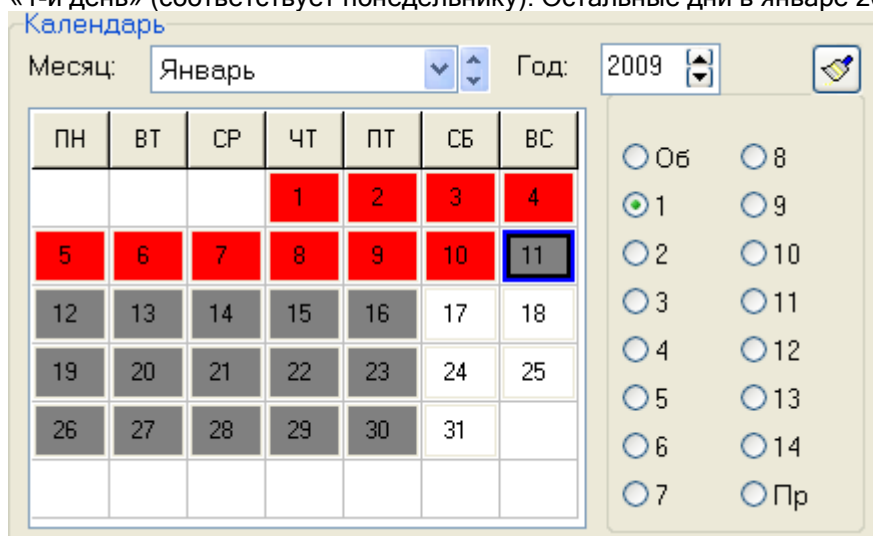 «1-й день» (соответствует понедельнику). Остальные дни в январе 20
Календарь
Месяц: Январь Год: 2009
ПН ВТ СР ЧТ ПТ СБ ВС
1 2 3 4
5 6 7 8 9 10 11
12 13 14 15 16 17 18
19 20 21 22 23 24 25
26 27 28 29 30 31
Об 8
1 9
2 10
3 11
4 12
5 13
6 14
7 Пр